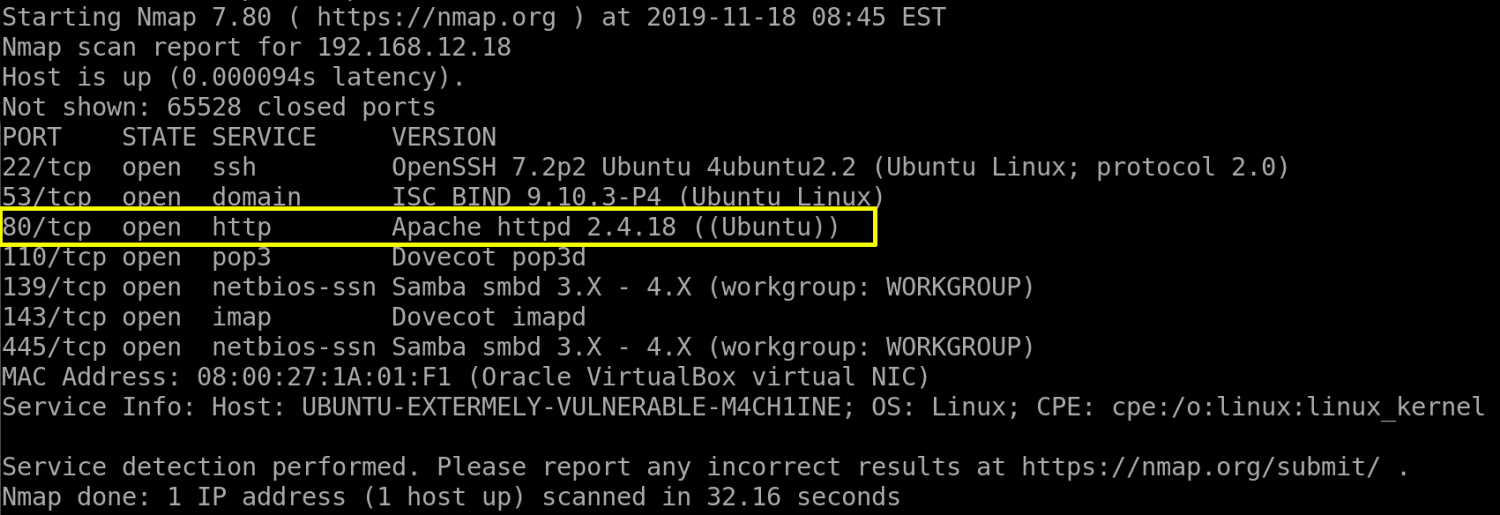 Starting Nmap 7.80 ( https://nmap.org ) at 2019-11-18 08:45 EST
Nmap scan report for 192.168.12.18
Host is up (0.000094s latency).
Not shown: 65528 closed ports
PORT    STATE SERVICE     VERSION
22/tcp  open  ssh         OpenSSH 7.2p2 Ubuntu 4ubuntu2.2 (Ubuntu Linux; protocol 2.0)
53/tcp  open  domain      ISC BIND 9.10.3-P4 (Ubuntu Linux)
80/tcp  open  http        Apache httpd 2.4.18 ((Ubuntu))
110/tcp open  pop3        Dovecot pop3d
139/tcp open  netbios-ssn Samba smbd 3.X - 4.X (workgroup: WORKGROUP)
143/tcp open  imap        Dovecot imapd
445/tcp open  netbios-ssn Samba smbd 3.X - 4.X (workgroup: WORKGROUP)
MAC Address: 08:00:27:1A:01:F1 (Oracle VirtualBox virtual NIC)
Service Info: Host: UBUNTU-EXTERMELY-VULNERABLE-M4CH1INE; OS: Linux; CPE: cpe:/o:linux:linux_kernel
Service detection performed. Please report any incorrect results at https://nmap.org/submit/ .
Nmap done: 1 IP address (1 host up) scanned in 32.16 seconds